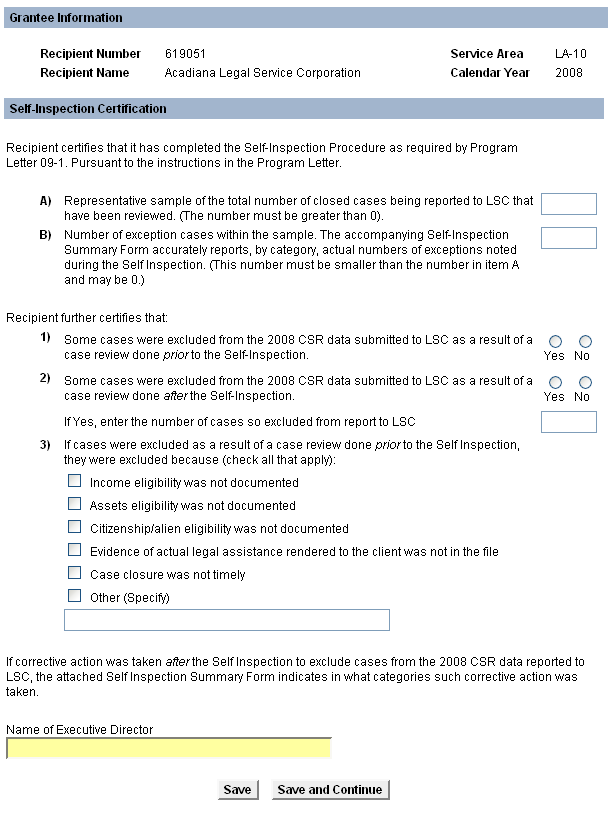 Grantee Information
Recipient Number 619051 Service Area LA-10
Recipient Name Acadiana Legal Service Corporation Calendar Year 2008
Self-Inspection Certification
Recipient certifies that it has completed the Self-Inspection Procedure as required by Program
Letter 09-1. Pursuant to the instructions in the Program Letter.
A) Representative sample of the total number of closed cases being reported to LSC that
have been reviewed. (The number must be greater than 0).
B) Number of exception cases within the sample. The accompanying Self-Inspection
Summary Form accurately reports, by category, actual numbers of exceptions noted
during the Self Inspection. (This number must be smaller than the number in item A
and may be 0.)
Recipient further certifies that:
1) Some cases were excluded from the 2008 CSR data submitted to LSC as a result of a
case review done prior to the Self-Inspection. Yes No
2) Some cases were excluded from the 2008 CSR data submitted to LSC as a result of a
case review done after the Self-Inspection. Yes No
If Yes, enter the number of cases so excluded from report to LSC
3) If cases were excluded as a result of a case review done prior to the Self Inspection,
they were excluded because (check all that apply):
Income eligibility was not documented
Assets eligibility was not documented
Citizenship/alien eligibility was not documented
Evidence of actual legal assistance rendered to the client was not in the file
Case closure was not timely
Other (Specify)
If corrective action was taken after the Self Inspection to exclude cases from the 2008 CSR data reported to
LSC, the attached Self Inspection Summary Form indicates in what categories such corrective action was
taken.
Name of Executive Director
Save Save and Continue